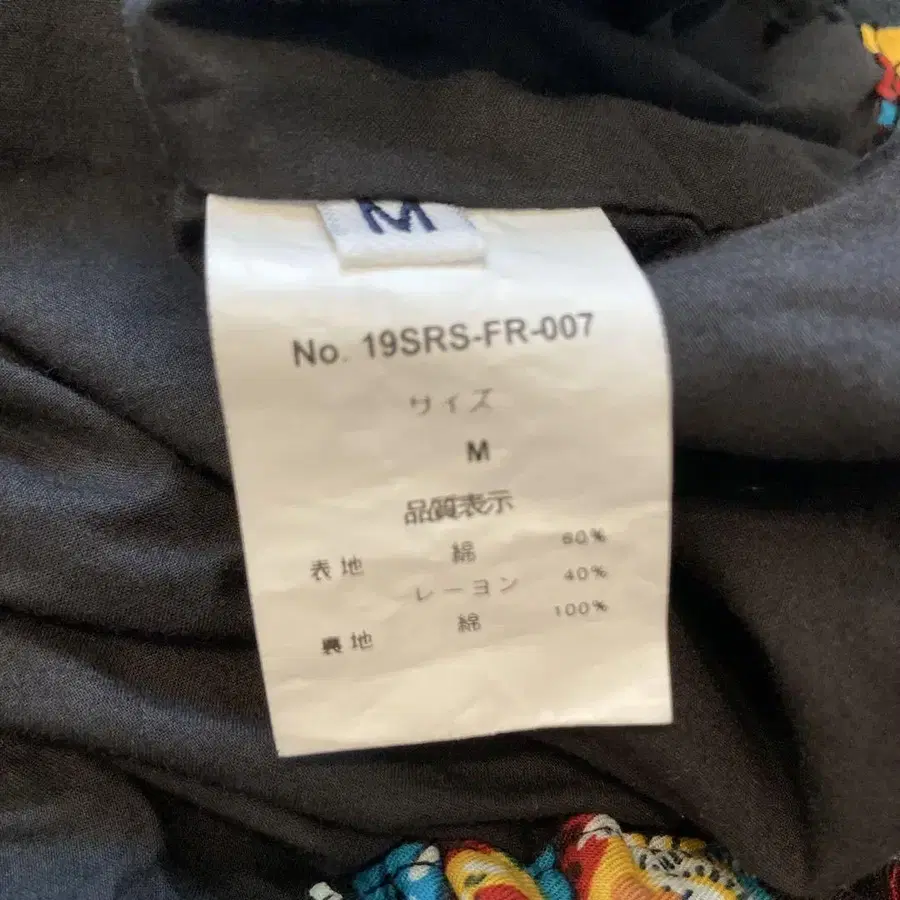 M
No. 19SRS-FR-007
サイズ
M
品質表示
表地 綿 60%
レーヨン 40%
裏地 綿 100%